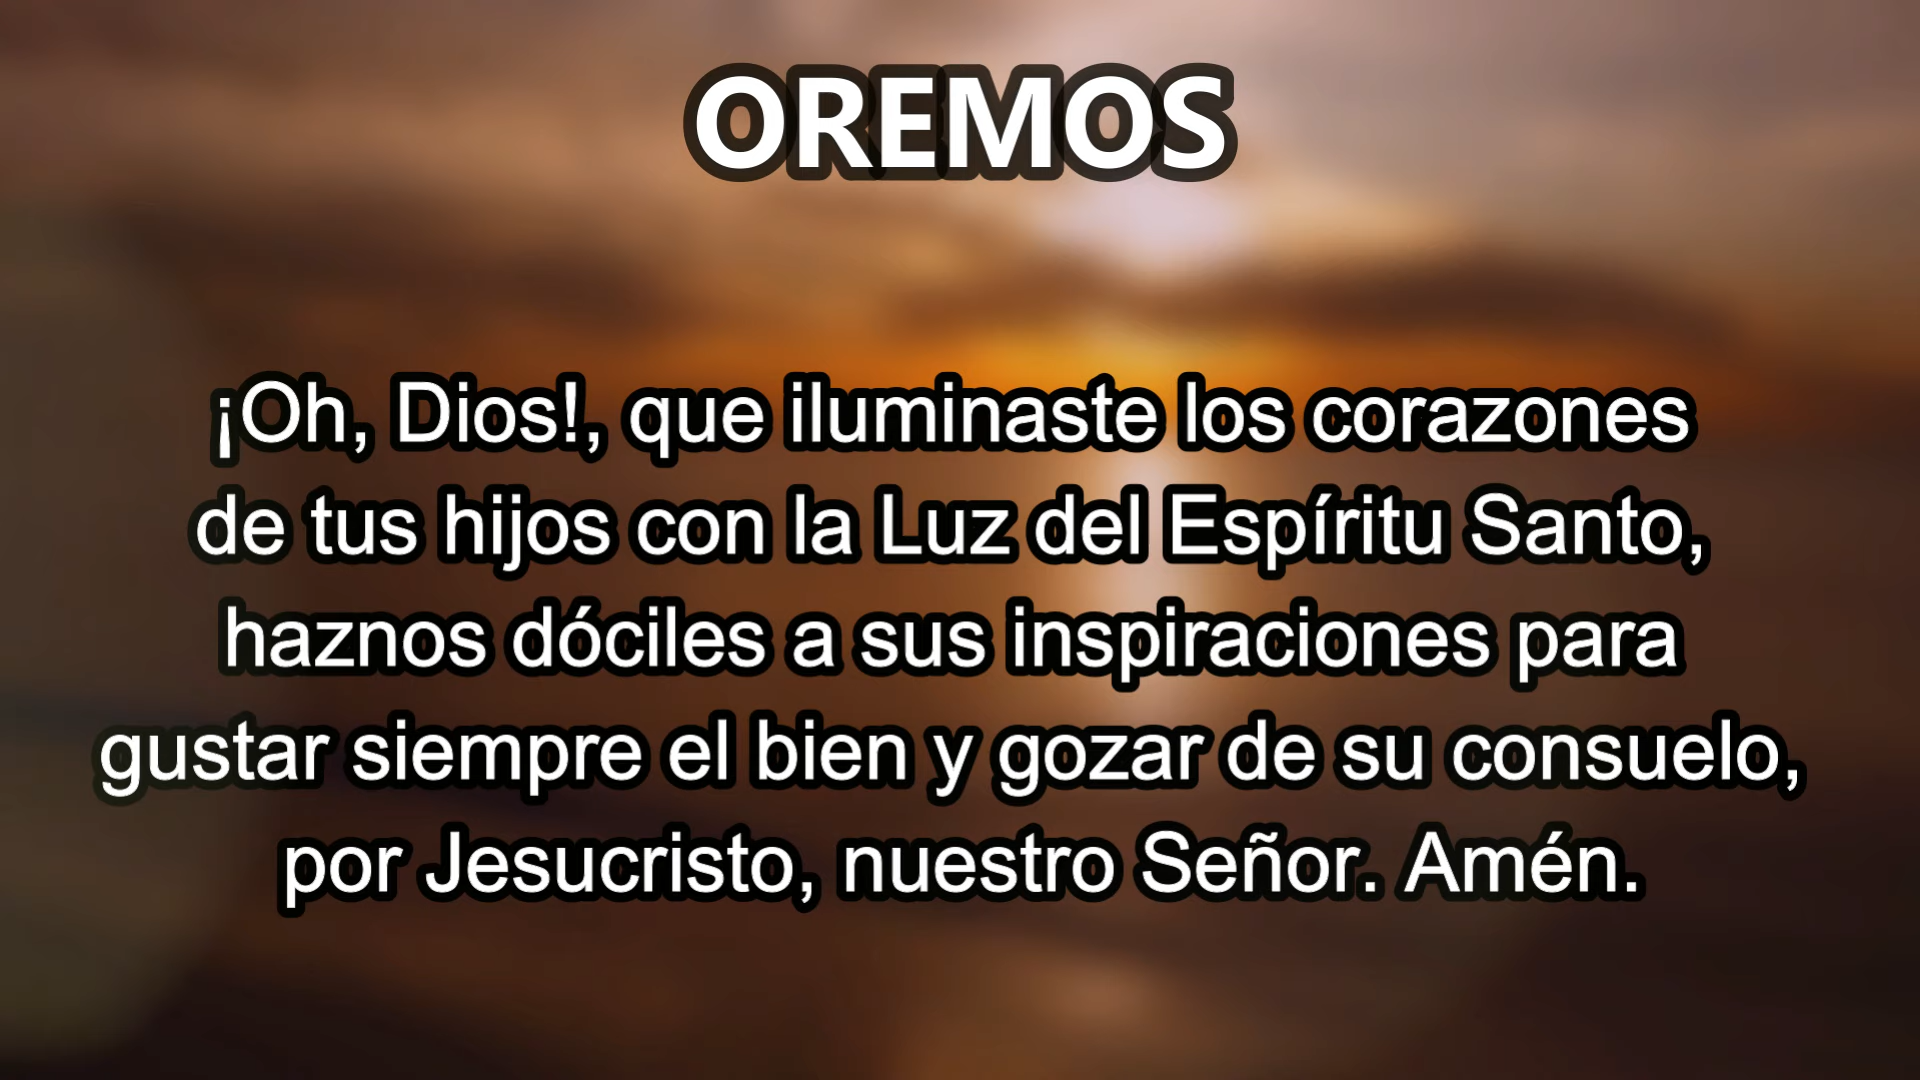 OREMOS
¡Oh, Dios!, que iluminaste los corazones
de tus hijos con la Luz del Espíritu Santo,
haznos dóciles a sus inspiraciones para
gustar siempre el bien y gozar de su consuelo,
por Jesucristo, nuestro Señor. Amén.